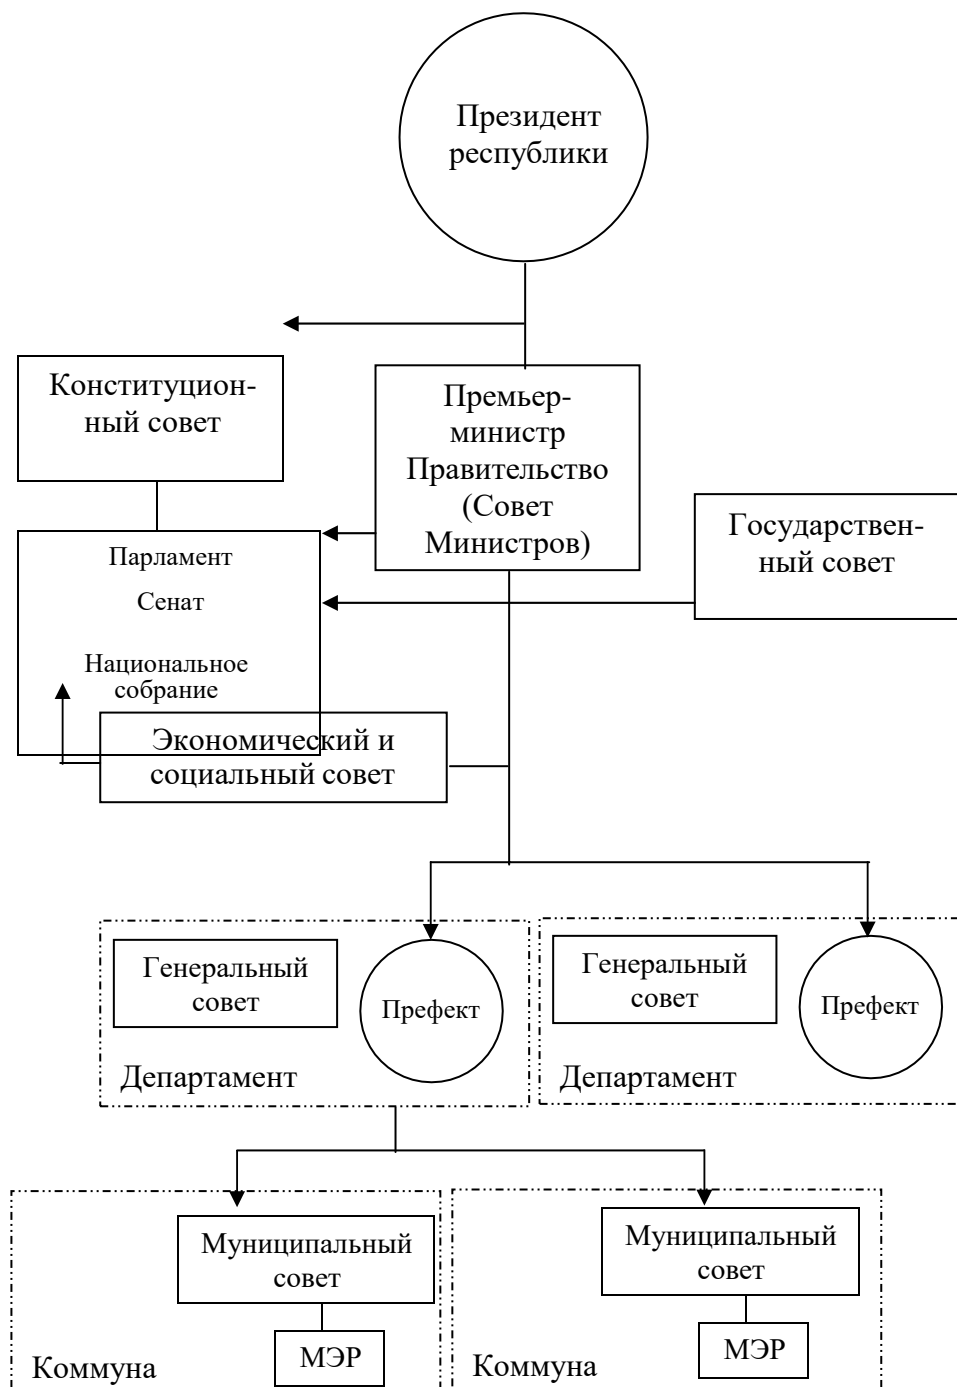 Президент
республики
Конституцион-
ный совет
Премьер-
министр
Правительство
(Совет
Министров)
Государствен-
ный совет
Парламент
Сенат
Национальное
собрание
Экономический и
социальный совет
Генеральный
совет
Префект
Департамент
Генеральный
совет
Префект
Департамент
Муниципальный
совет
МЭР
Коммуна
Муниципальный
совет
МЭР
Коммуна